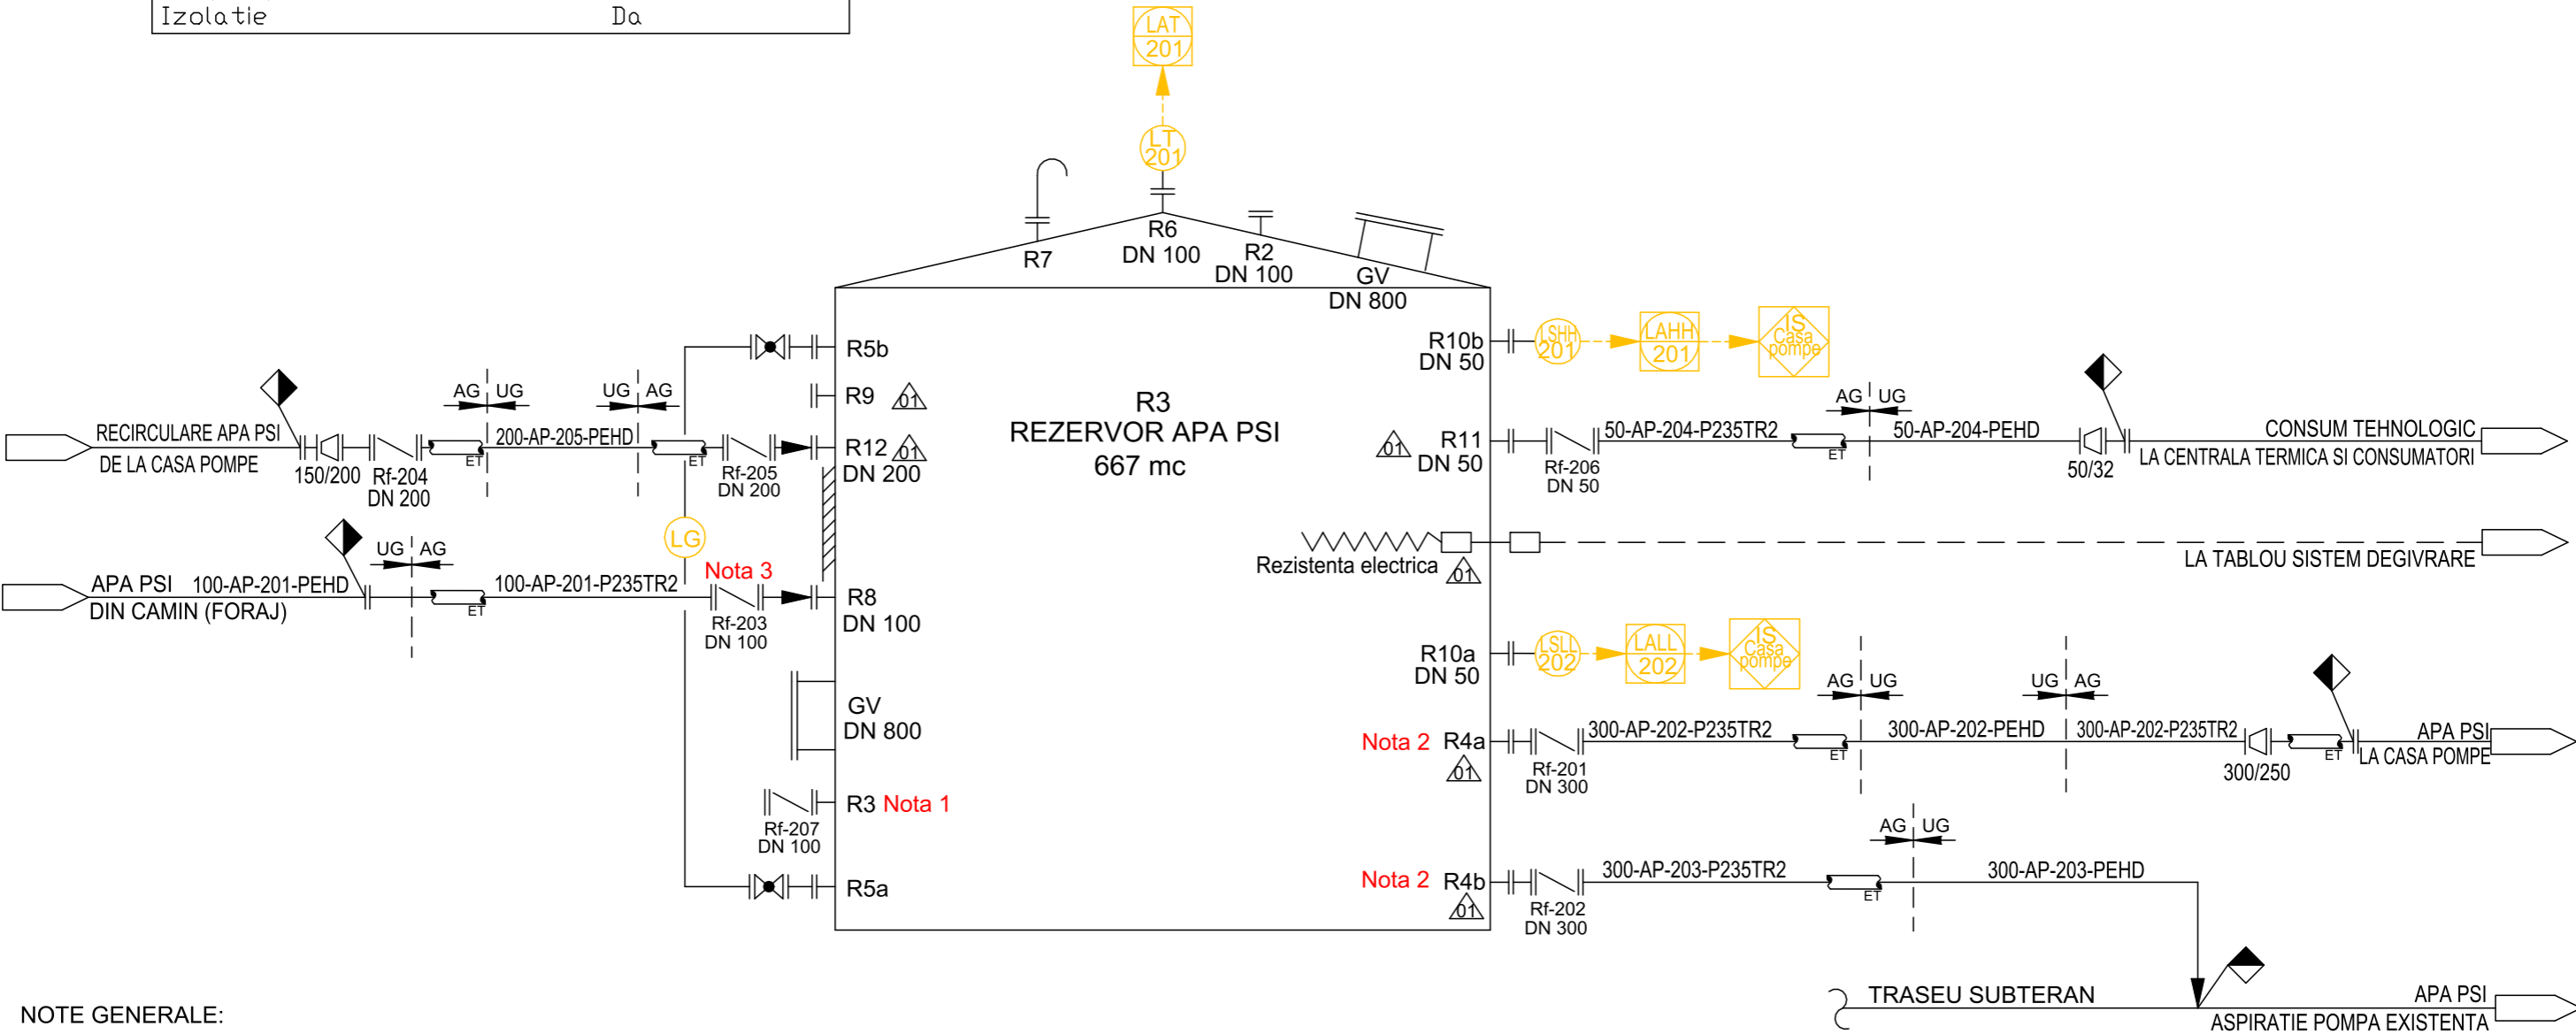 Izolatie Da
LAT
201
LT
201
R7
R6
DN 100
R2
DN 100
GV
DN 800
R5b
R9 01
R12 01
DN 200
RECIRCULARE APA PSI
DE LA CASA POMPE
150/200
Rf-204
DN 200
AG UG
200-AP-205-PEHD
ET
UG AG
ET
Rf-205
DN 200
LG
APA PSI 100-AP-201-PEHD
DIN CAMIN (FORAJ)
UG AG
ET
100-AP-201-P235TR2
Nota 3
Rf-203
DN 100
R8
DN 100
GV
DN 800
R3 Nota 1
Rf-207
DN 100
R5a
R3
REZERVOR APA PSI
667 mc
R10b
DN 50
LSHH
201
LAHH
201
IS
Casa
pompe
01 R11
DN 50
Rf-206
DN 50
50-AP-204-P235TR2
ET
AG UG
50-AP-204-PEHD
50/32
CONSUM TEHNOLOGIC
LA CENTRALA TERMICA SI CONSUMATORI
Rezistenta electrica 01
LA TABLOU SISTEM DEGIVRARE
R10a
DN 50
LSLL
202
LALL
202
IS
Casa
pompe
Nota 2 R4a
01
Rf-201
DN 300
300-AP-202-P235TR2
ET
AG UG
300-AP-202-PEHD
UG AG
300-AP-202-P235TR2
300/250
ET
APA PSI
LA CASA POMPE
Nota 2 R4b
01
Rf-202
DN 300
300-AP-203-P235TR2
ET
AG UG
300-AP-203-PEHD
TRASEU SUBTERAN
APA PSI
ASPIRATIE POMPA EXISTENTA
NOTE GENERALE: